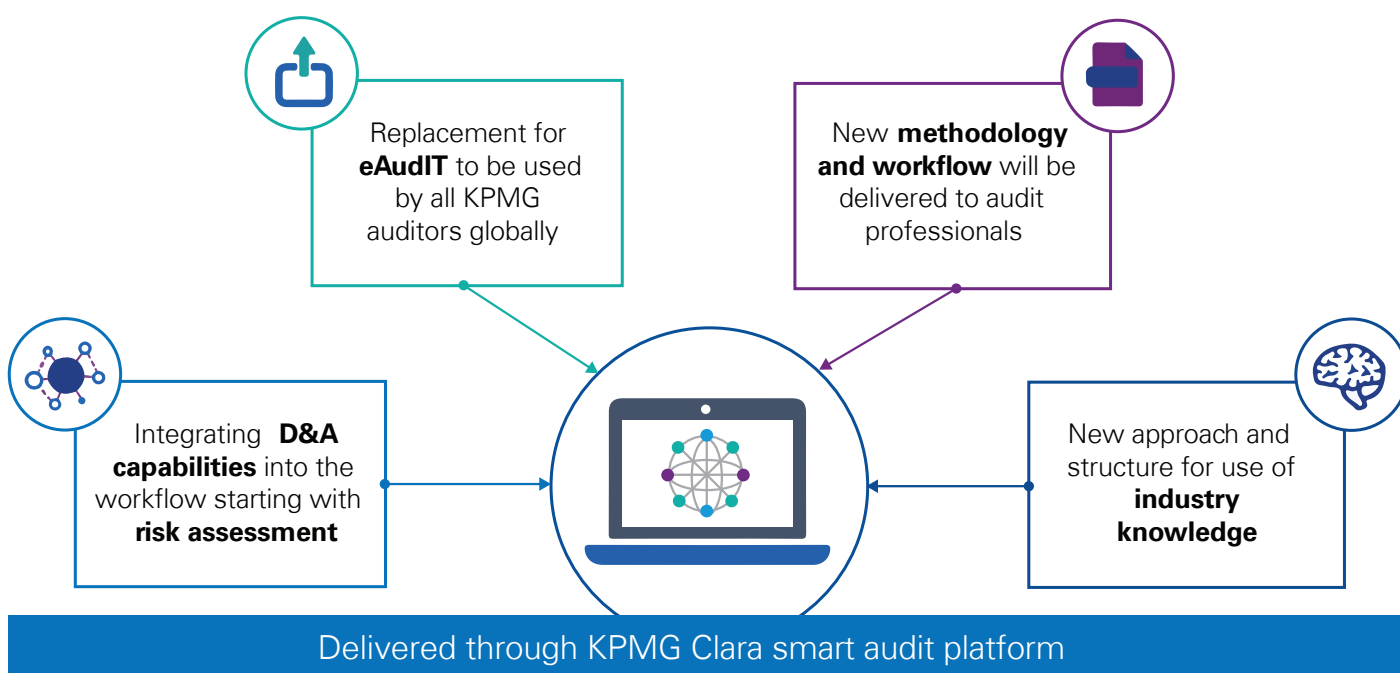 Replacement for
eAudIT to be used
by all KPMG
auditors globally
New methodology
and workflow will be
delivered to audit
professionals
Integrating D&A
capabilities into the
workflow starting with
risk assessment
New approach and
structure for use of
industry
knowledge
Delivered through KPMG Clara smart audit platform